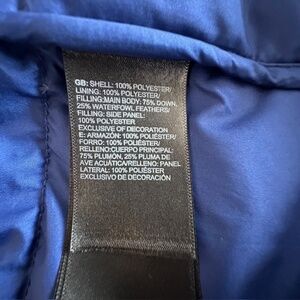 GB: SHELL: 100% POLYESTER/
LINING: 100% POLYESTER/
FILLING:MAIN BODY: 75% DOWN,
25% WATERFOWL FEATHERS/
FILLING: SIDE PANEL:
100% POLYESTER
EXCLUSIVE OF DECORATION
E: ARMAZÓN: 100% POLIÉSTER/
FORRO: 100% POLIÉSTER/
RELLENO:CUERPO PRINCIPAL:
75% PLUMÓN, 25% PLUMA DE
AVE ACUÁTICA/RELLENO: PANEL
LATERAL: 100% POLIÉSTER
EXCLUSIVO DE DECORACIÓN